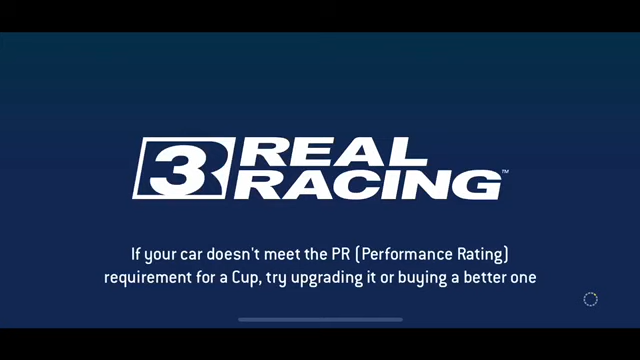 3 REAL
RACING™
If your car doesn't meet the PR (Performance Rating)
requirement for a Cup, try upgrading it or buying a better one